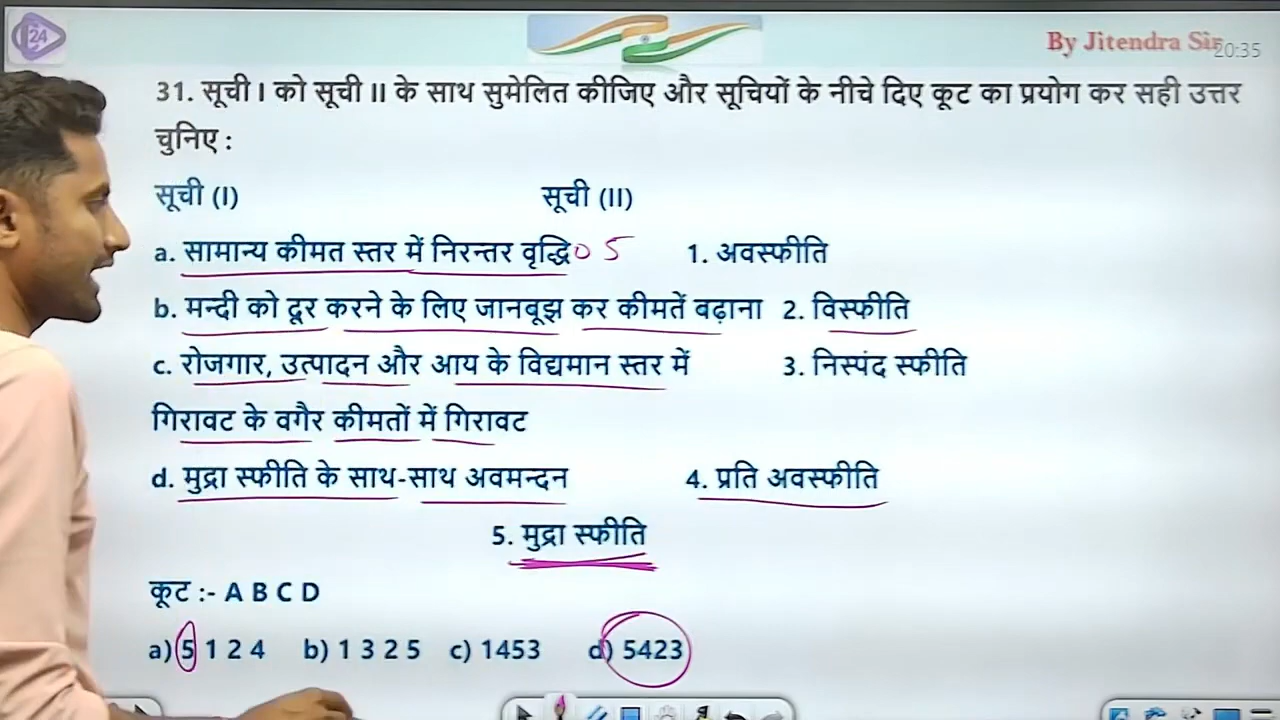 24
By Jitendra Sir
20:35
31. सूची I को सूची II के साथ सुमेलित कीजिए और सूचियों के नीचे दिए कूट का प्रयोग कर सही उत्तर
चुनिए :
सूची (I) सूची (II)
a. सामान्य कीमत स्तर में निरन्तर वृद्धि 5 1. अवस्फीति
b. मन्दी को दूर करने के लिए जानबूझ कर कीमतें बढ़ाना 2. विस्फीति
c. रोजगार, उत्पादन और आय के विद्यमान स्तर में 3. निस्पंद स्फीति
गिरावट के वगैर कीमतों में गिरावट
d. मुद्रा स्फीति के साथ-साथ अवमन्दन 4. प्रति अवस्फीति
5. मुद्रा स्फीति
कूट :- A B C D
a) 5 1 2 4 b) 1 3 2 5 c) 1453 d) 5423